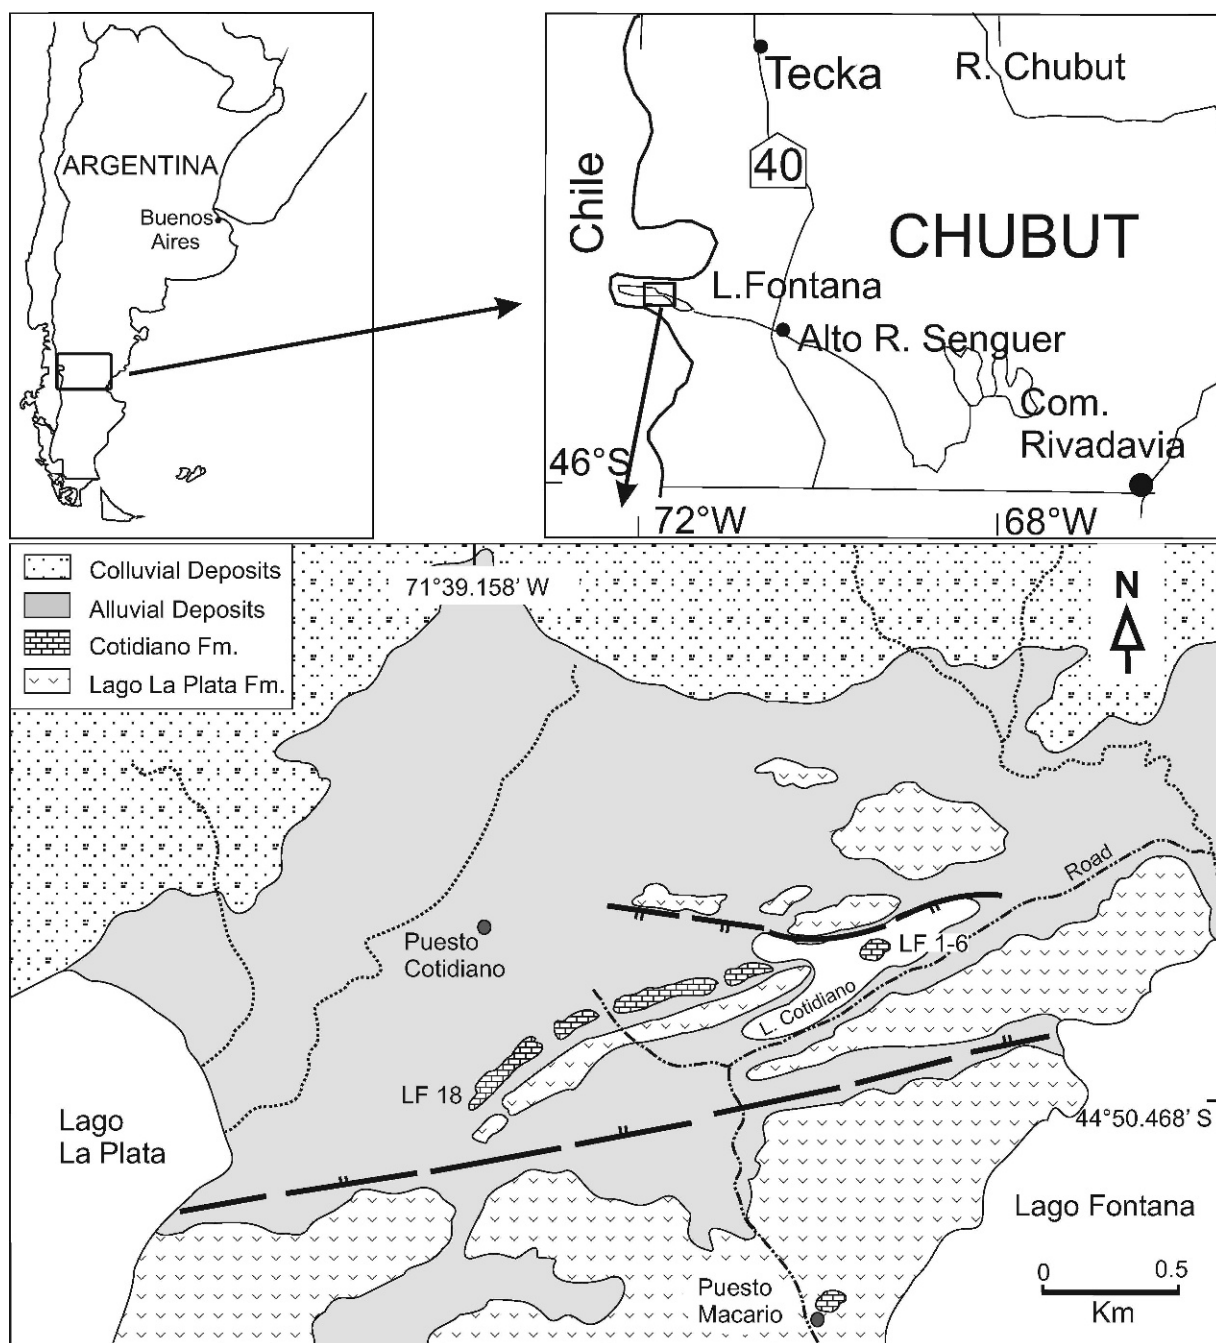 ARGENTINA
Buenos
Aires
Tecka
R. Chubut
40
Chile
CHUBUT
L.Fontana
Alto R. Senguer
Com.
Rivadavia
46°S
72°W
68°W
Colluvial Deposits
Alluvial Deposits
Cotidiano Fm.
Lago La Plata Fm.
71°39.158' W
N
Road
Puesto
Cotidiano
LF 1-6
L. Cotidiano
LF 18
Lago
La Plata
44°50.468' S
Lago Fontana
Puesto
Macario
0 0.5
Km